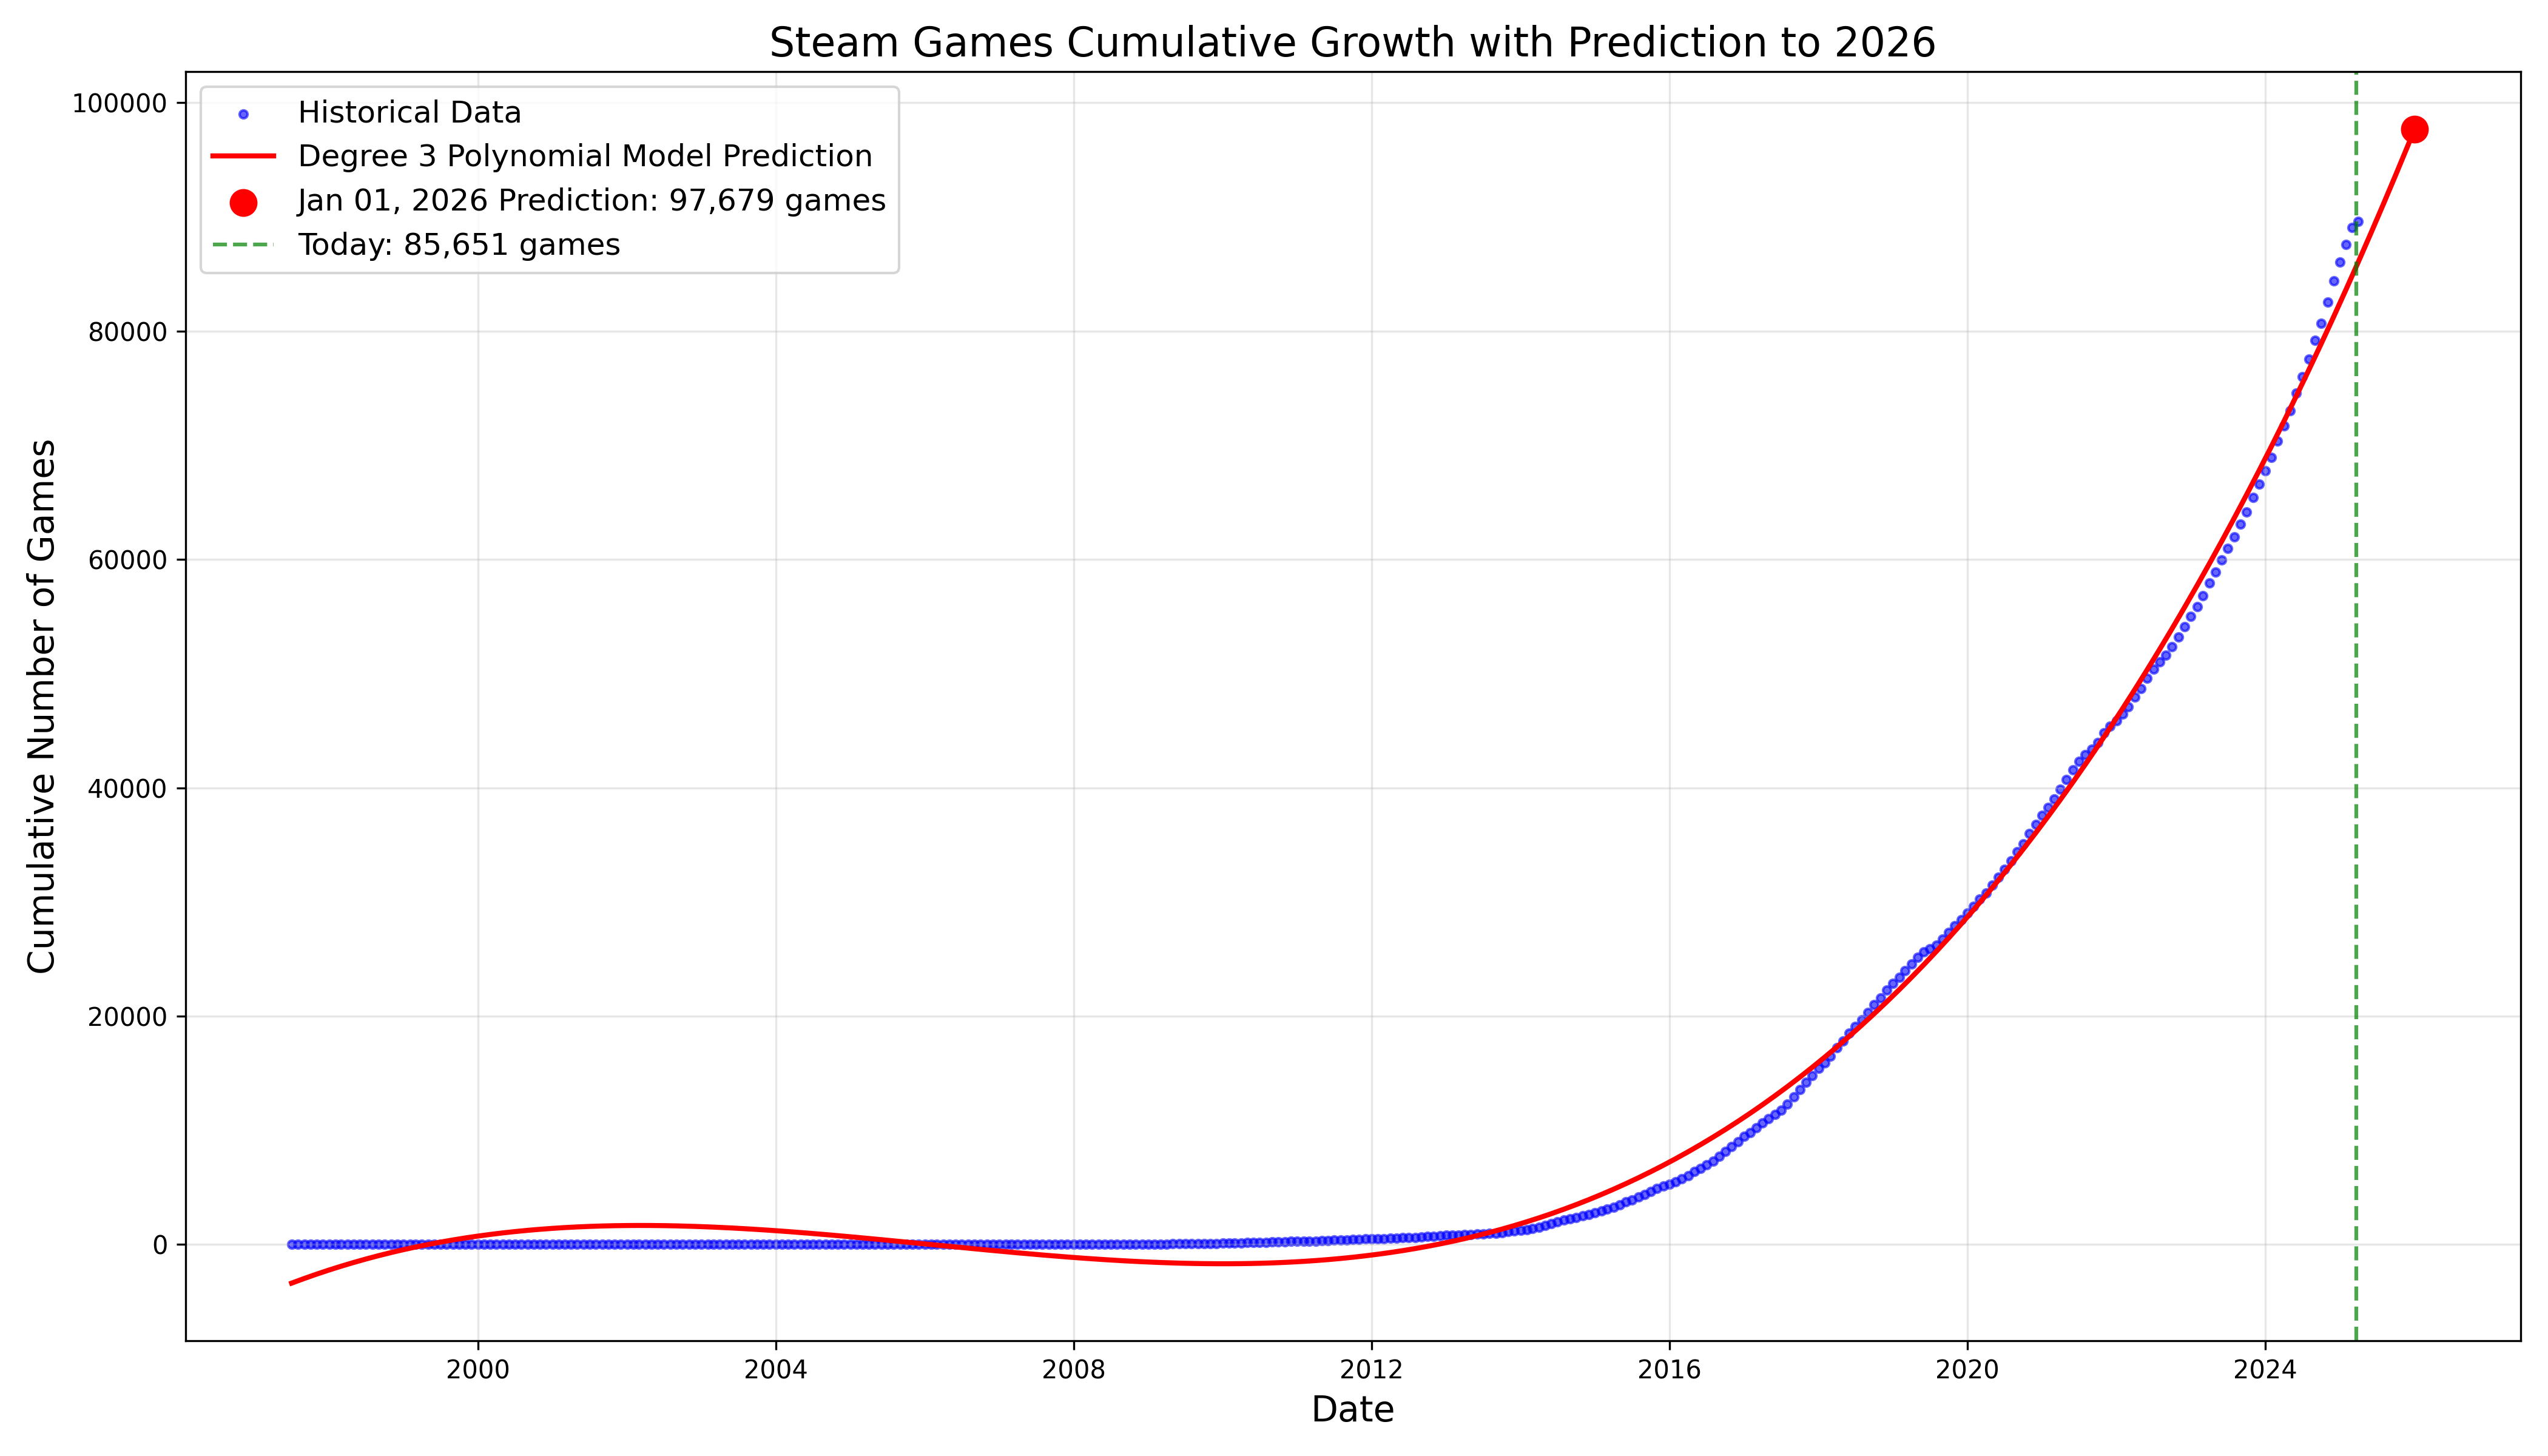 Steam Games Cumulative Growth with Prediction to 2026
100000
80000
60000
40000
20000
0
Cumulative Number of Games
Historical Data
Degree 3 Polynomial Model Prediction
Jan 01, 2026 Prediction: 97,679 games
Today: 85,651 games
2000
2004
2008
2012
2016
2020
2024
Date